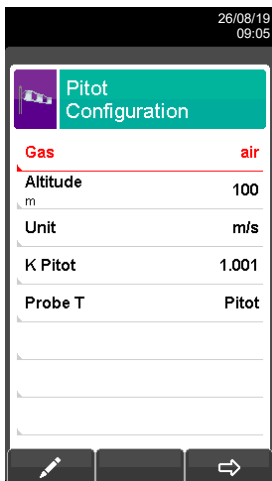 26/08/19
09:05
Pitot
Configuration
Gas air
Altitude
m 100
Unit m/s
K Pitot 1.001
Probe T Pitot